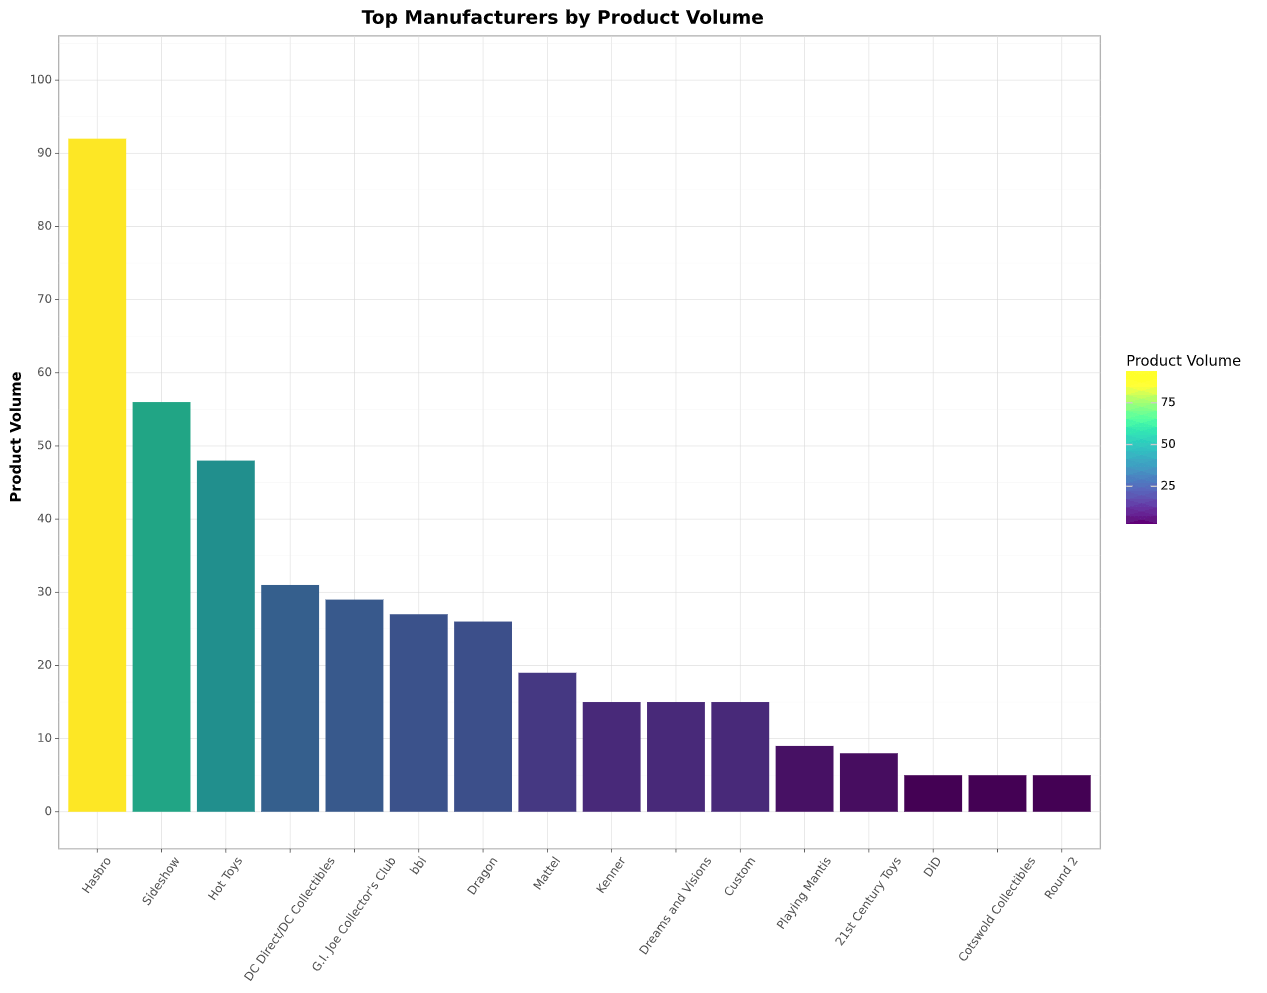 Top Manufacturers by Product Volume
Product Volume
100
90
80
70
60
50
40
30
20
10
0
Hasbro
Sideshow
Hot Toys
DC Direct/DC Collectibles
G.I. Joe Collector's Club
bbi
Dragon
Mattel
Kenner
Dreams and Visions
Custom
Playing Mantis
21st Century Toys
DiD
Cotswold Collectibles
Round 2
Product Volume
75
50
25